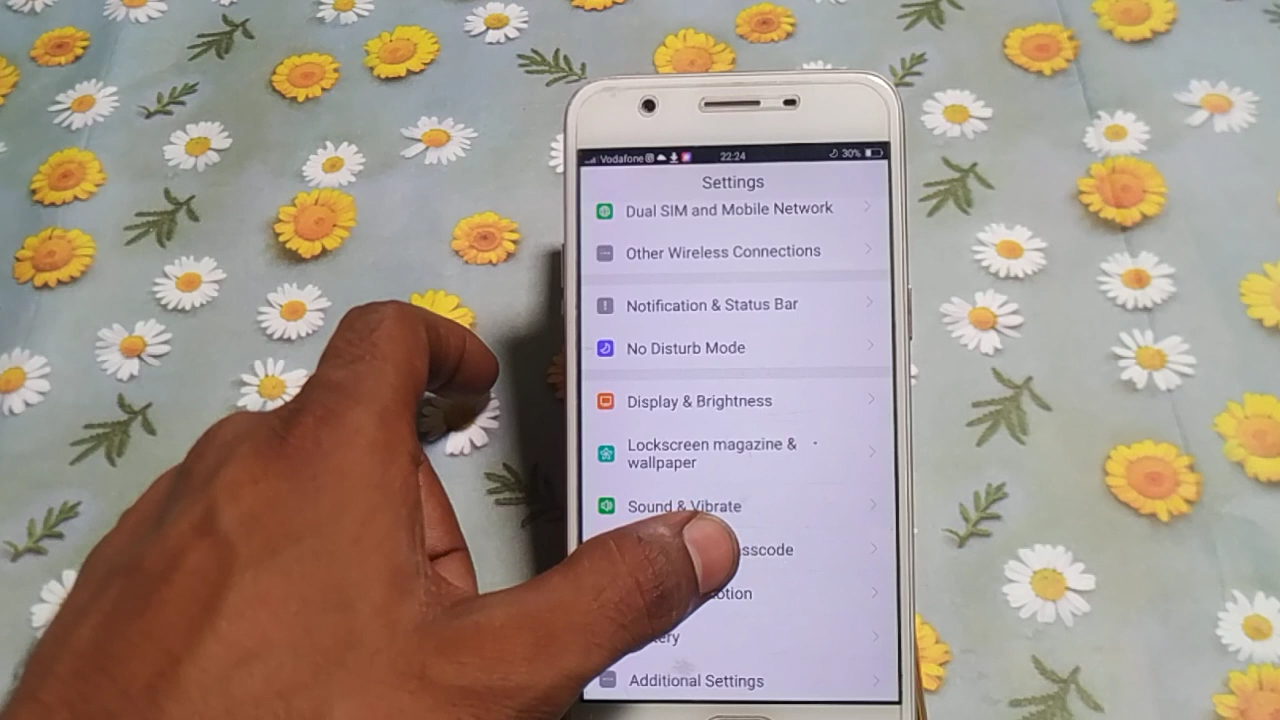 Vodafone 22:24 30%
Settings
Dual SIM and Mobile Network
Other Wireless Connections
Notification & Status Bar
No Disturb Mode
Display & Brightness
Lockscreen magazine &
wallpaper
Sound & Vibrate
Additional Settings